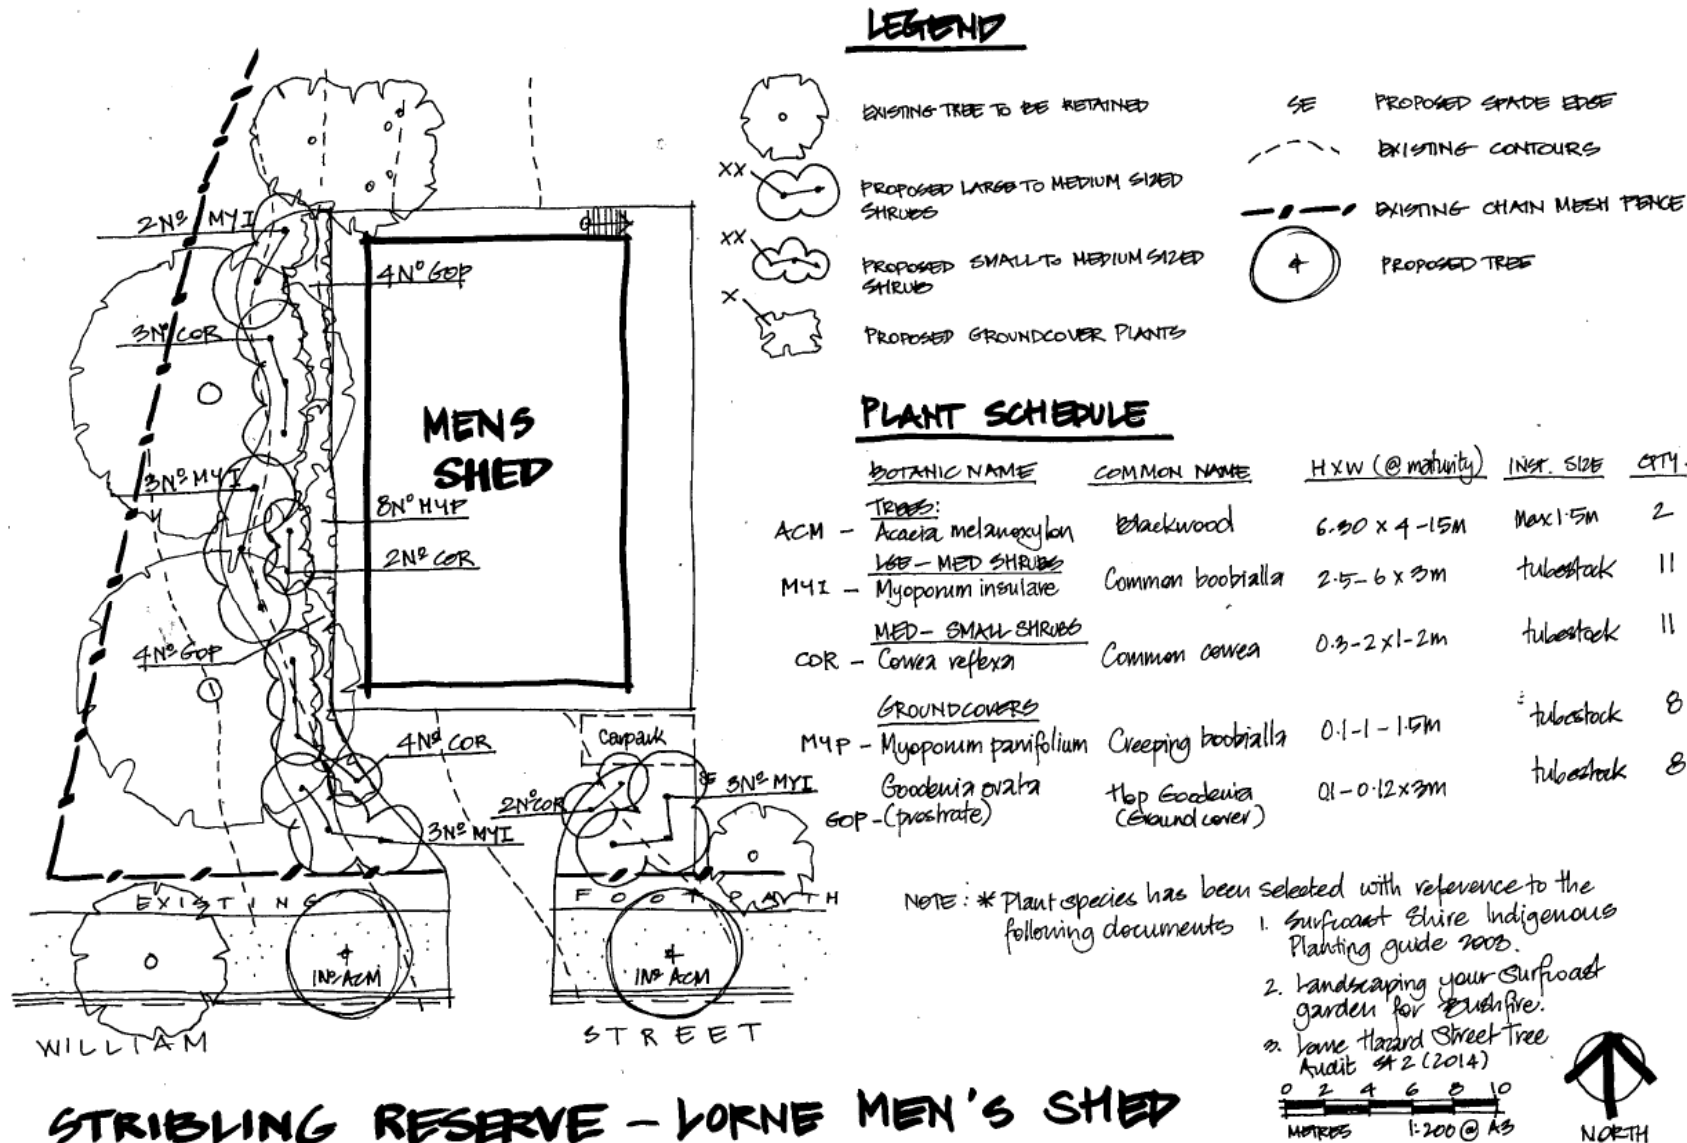 LEGEND
EXISTING TREE TO BE RETAINED
XX
PROPOSED LARGE TO MEDIUM SIZED
SHRUBS
XX
PROPOSED SMALL TO MEDIUM SIZED
SHRUB
X
PROPOSED GROUNDCOVER PLANTS
SE PROPOSED SPADE EDGE
EXISTING CONTOURS
EXISTING CHAIN MESH FENCE
PROPOSED TREE
2Nº MYI
4Nº GOP
3Nº COR
MENS
SHED
3Nº MYI
8Nº MYP
2Nº COR
4Nº GOP
4Nº COR
Carpark
SE
3Nº MYI
2Nº COR
3Nº MYI
EXISTING FOOTPATH
1Nº ACM
1Nº ACM
WILLIAM STREET
PLANT SCHEDULE
BOTANIC NAME COMMON NAME H X W (@ maturity) INST. SIZE QTY.
TREES:
ACM - Acacia melanoxylon Blackwood 6-30 x 4-15m Max 1.5m 2
LGE - MED SHRUBS
MYI - Myoporum insulare Common boobialla 2.5-6 x 3m tubestock 11
MED - SMALL SHRUBS
COR - Correa reflexa Common correa 0.3-2 x 1-2m tubestock 11
GROUNDCOVERS
MYP - Myoporum parvifolium Creeping boobialla 0.1-1-1.5m tubestock 8
Goodenia ovata Hop Goodenia 0.1-0.12x3m tubestock 8
GOP - (prostrate) (Ground cover)
NOTE: * Plant species has been selected with reference to the
following documents 1. Surfcoast Shire Indigenous
Planting guide 2003.
2. Landscaping your Surfcoast
garden for Bushfire.
3. Lorne Hazard Street Tree
Audit 2 (2014)
0 2 4 6 8 10
METRES 1:200 @ A3
NORTH
STRIBLING RESERVE - LORNE MEN'S SHED